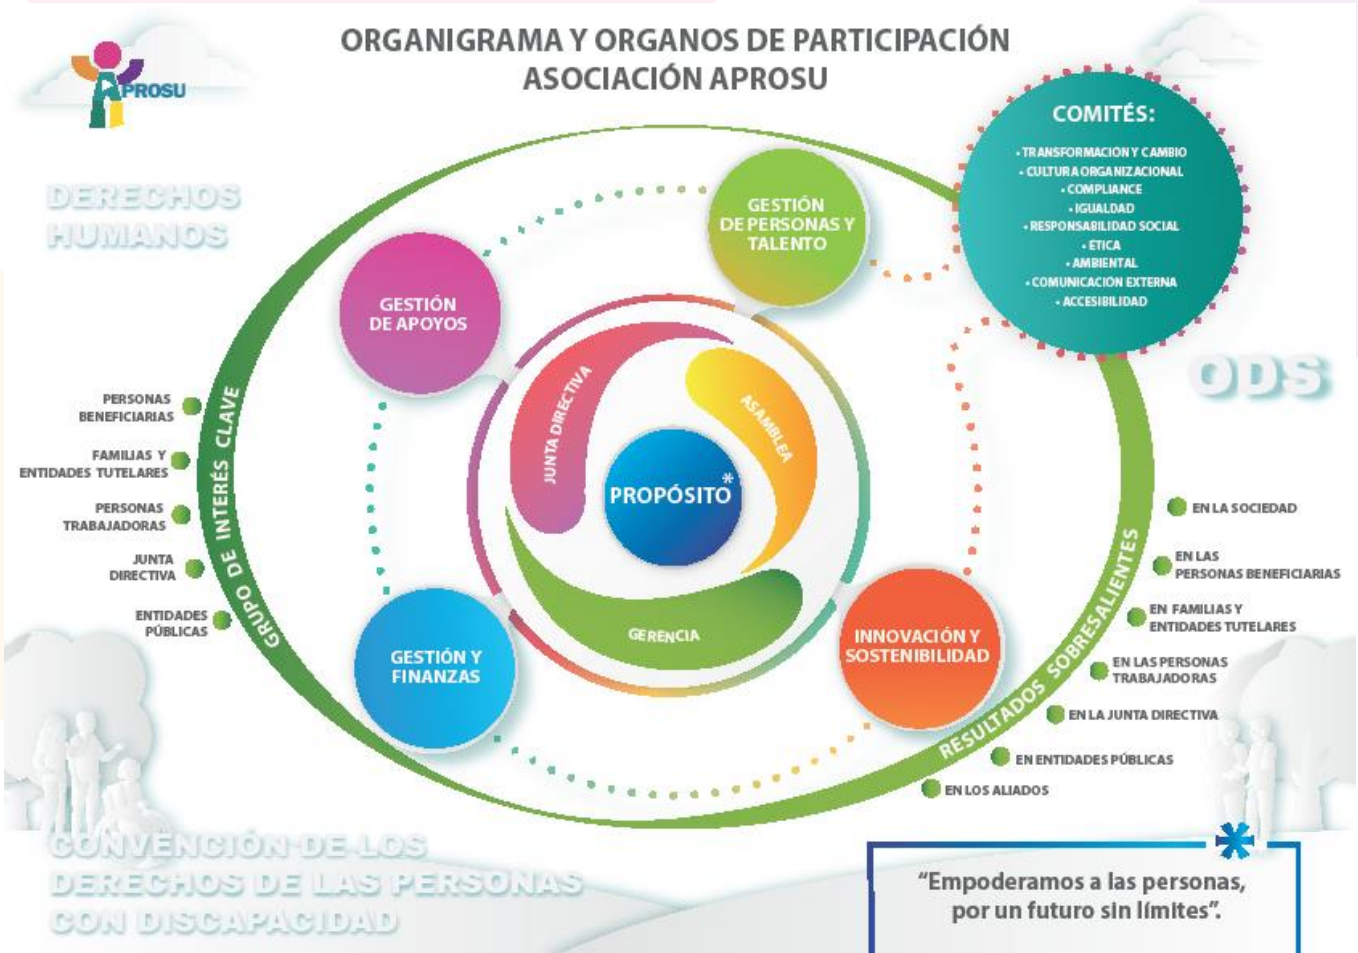 ORGANIGRAMA Y ORGANOS DE PARTICIPACIÓN
ASOCIACIÓN APROSU
APROSU
DERECHOS
HUMANOS
COMITÉS:
• TRANSFORMACIÓN Y CAMBIO
• CULTURA ORGANIZACIONAL
• COMPLIANCE
• IGUALDAD
• RESPONSABILIDAD SOCIAL
• ETICA
• AMBIENTAL
• COMUNICACIÓN EXTERNA
• ACCESIBILIDAD
GESTIÓN
DE PERSONAS Y
TALENTO
GESTIÓN
DE APOYOS
ODS
JUNTA DIRECTIVA
ASAMBLEA
PROPÓSITO*
GERENCIA
GESTIÓN Y
FINANZAS
INNOVACIÓN Y
SOSTENIBILIDAD
GRUPO DE INTERÉS CLAVE
PERSONAS
BENEFICIARIAS
FAMILIAS Y
ENTIDADES TUTELARES
PERSONAS
TRABAJADORAS
JUNTA
DIRECTIVA
ENTIDADES
PÚBLICAS
RESULTADOS SOBRESALIENTES
EN LA SOCIEDAD
EN LAS
PERSONAS BENEFICIARIAS
EN FAMILIAS Y
ENTIDADES TUTELARES
EN LAS PERSONAS
TRABAJADORAS
EN LA JUNTA DIRECTIVA
EN ENTIDADES PÚBLICAS
EN LOS ALIADOS
CONVENCIÓN DE LOS
DERECHOS DE LAS PERSONAS
CON DISCAPACIDAD
*
“Empoderamos a las personas,
por un futuro sin límites”.